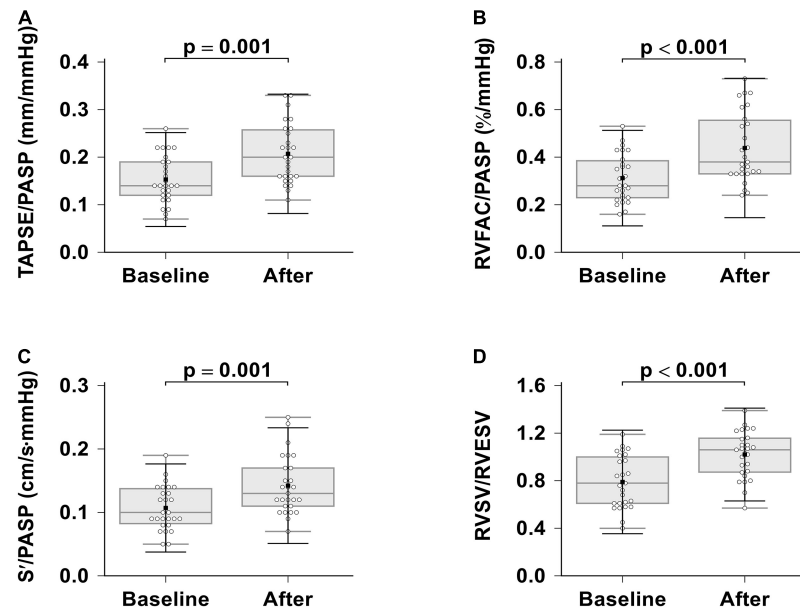 A
TAPSE/PASP (mm/mmHg)
p = 0.001
0.4
0.3
0.2
0.1
0.0
Baseline
After
B
RVFAC/PASP (%/mmHg)
p < 0.001
0.8
0.6
0.4
0.2
0.0
Baseline
After
C
S′/PASP (cm/s·mmHg)
p = 0.001
0.3
0.2
0.1
0.0
Baseline
After
D
RVSV/RVESV
p < 0.001
1.6
1.2
0.8
0.4
0.0
Baseline
After